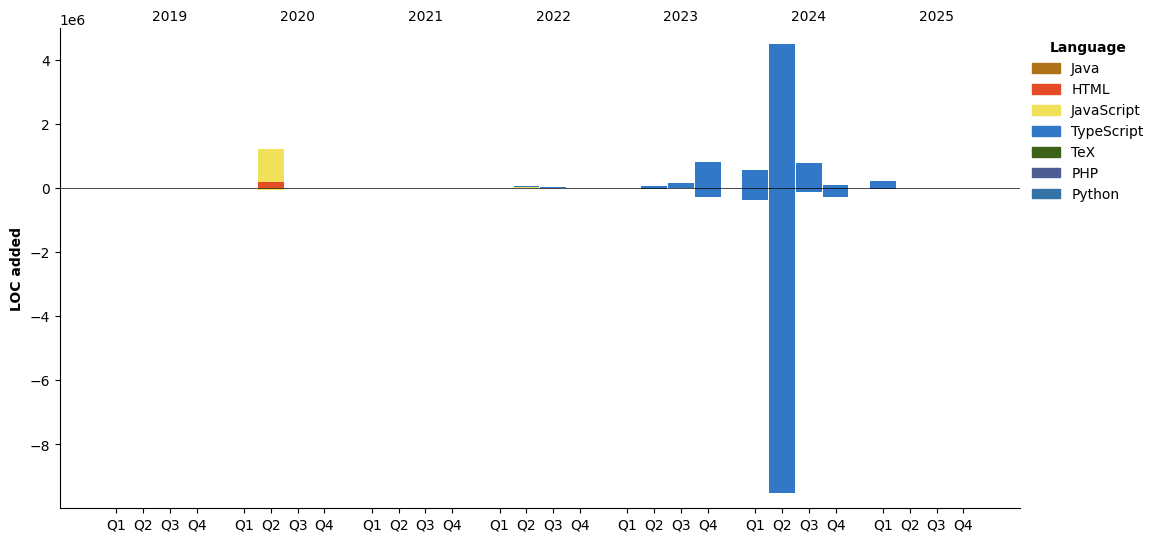 1e6
2019 2020 2021 2022 2023 2024 2025
4
2
0
−2
−4
−6
−8
LOC added
Q1 Q2 Q3 Q4 Q1 Q2 Q3 Q4 Q1 Q2 Q3 Q4 Q1 Q2 Q3 Q4 Q1 Q2 Q3 Q4 Q1 Q2 Q3 Q4 Q1 Q2 Q3 Q4
Language
Java
HTML
JavaScript
TypeScript
TeX
PHP
Python